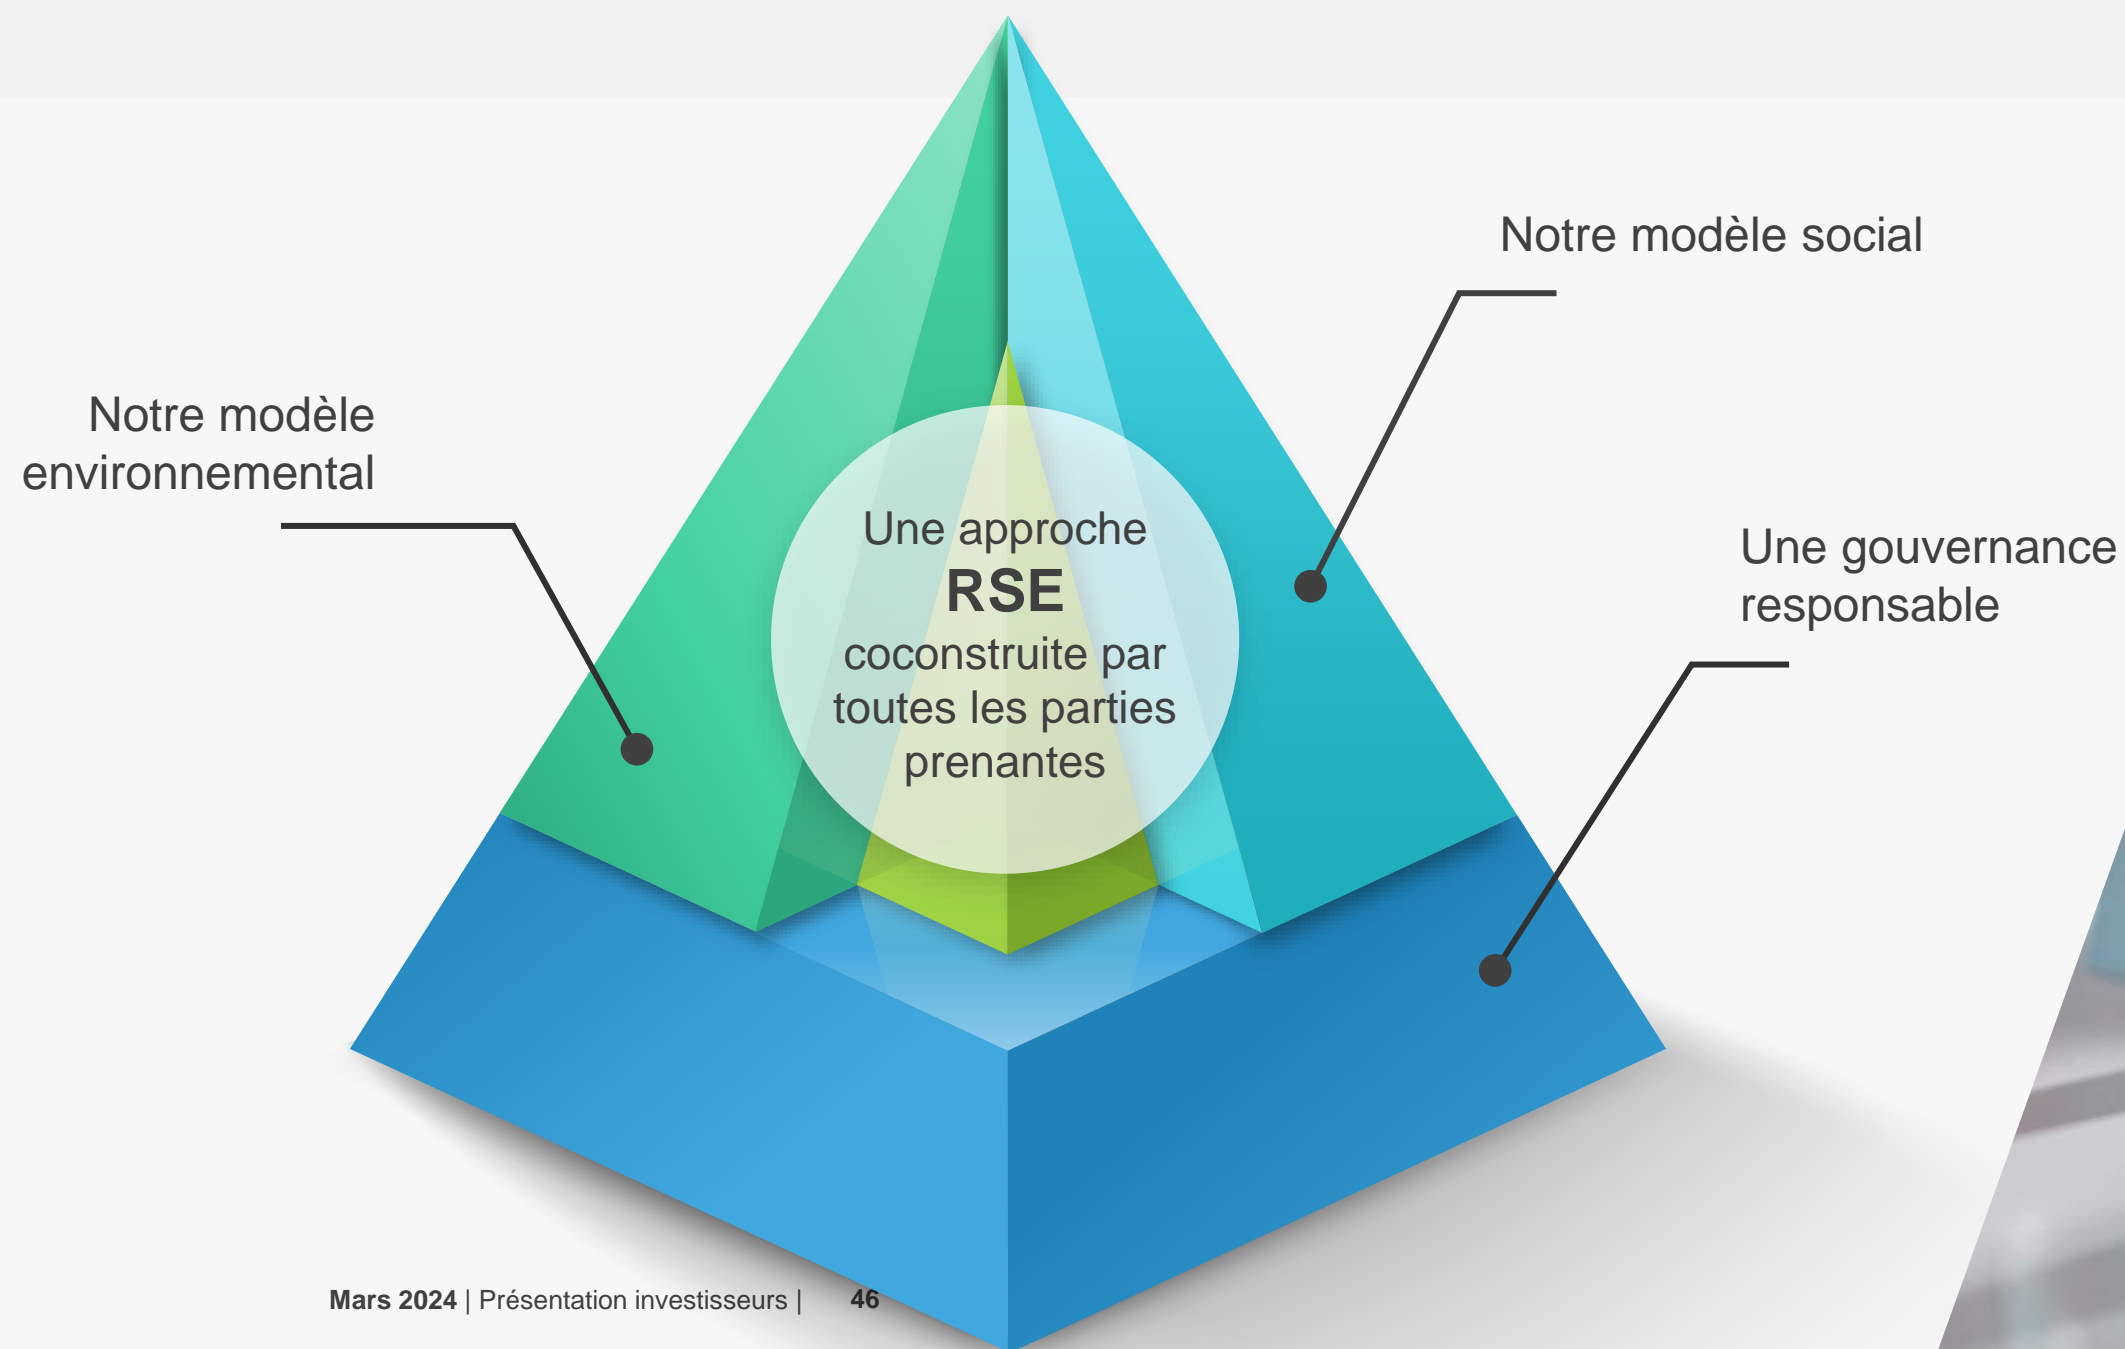 Notre modèle social
Notre modèle
environnemental
Une approche
RSE
coconstruite par
toutes les parties
prenantes
Une gouvernance
responsable
Mars 2024 | Présentation investisseurs | 46